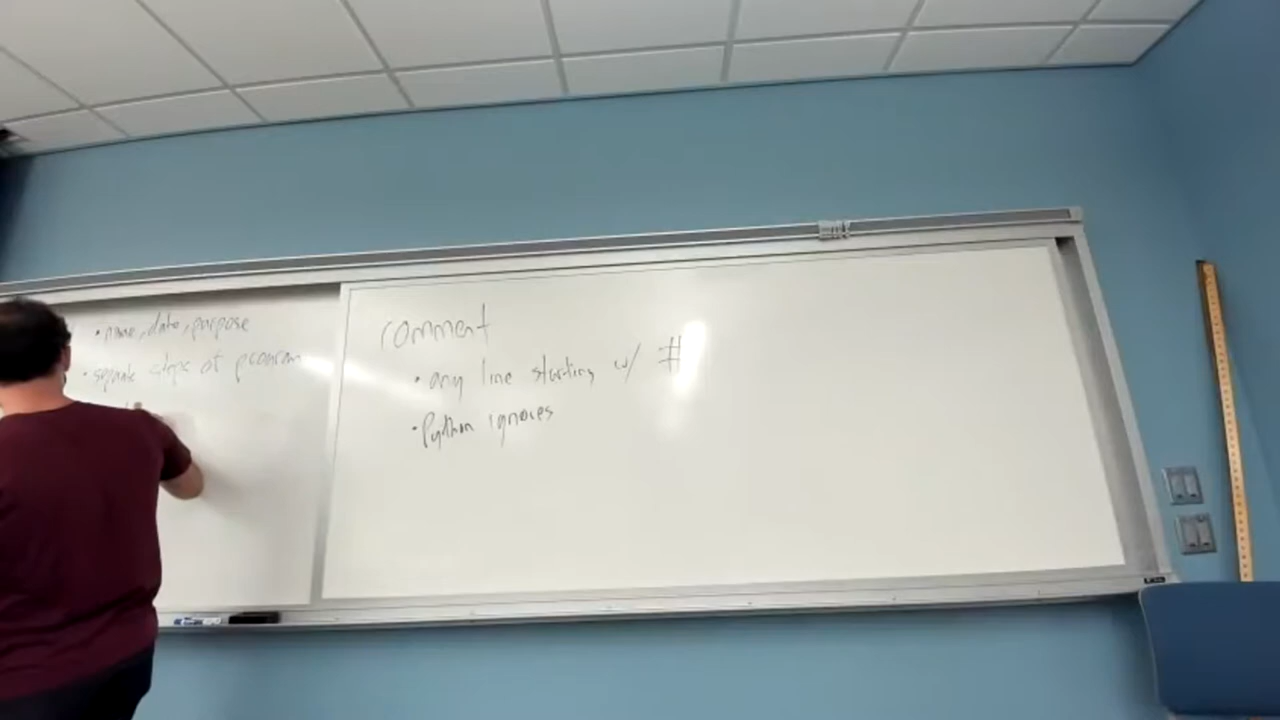 • name, date, purpose
• separate steps of program
comment
• any line starting w/ #
• Python ignores